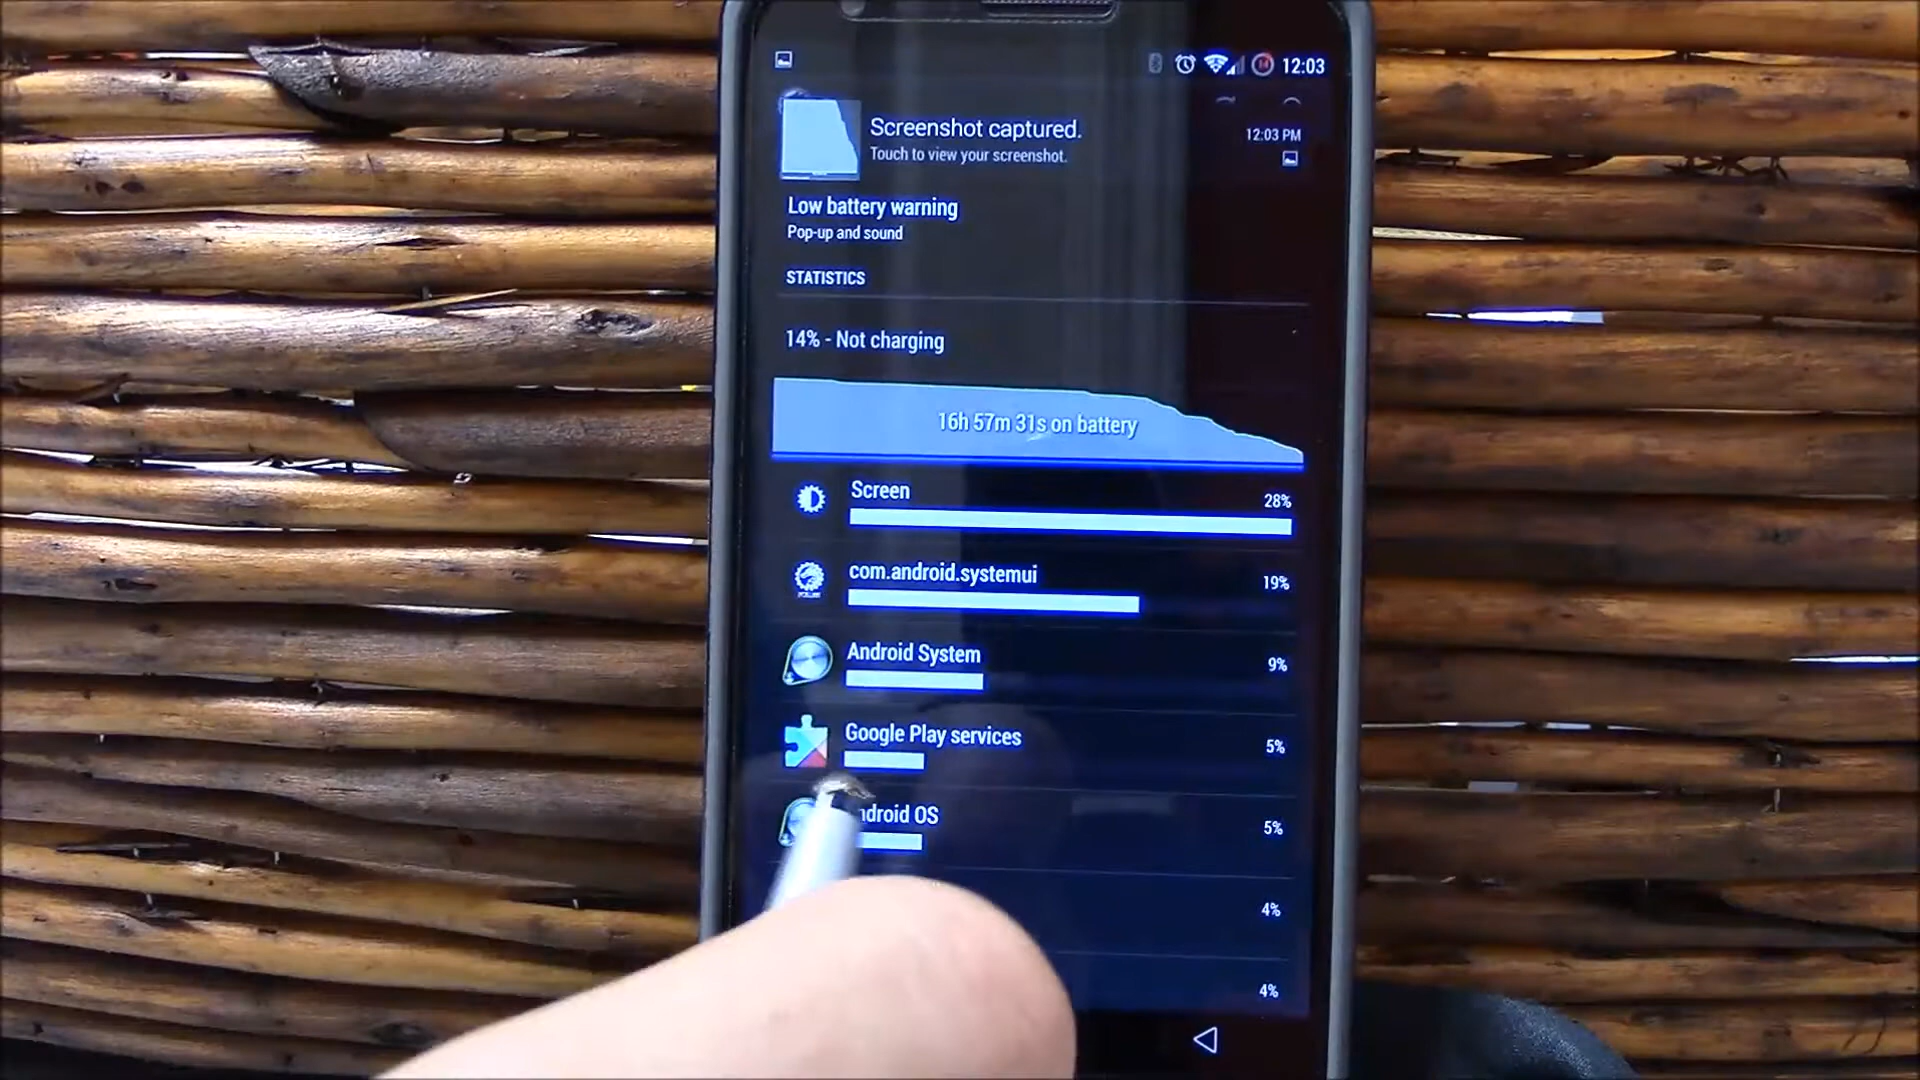 12:03
Screenshot captured.
12:03 PM
Touch to view your screenshot.
Low battery warning
Pop-up and sound
STATISTICS
14% - Not charging
16h 57m 31s on battery
Screen
28%
com.android.systemui
19%
Android System
9%
Google Play services
5%
ndroid OS
5%
4%
4%